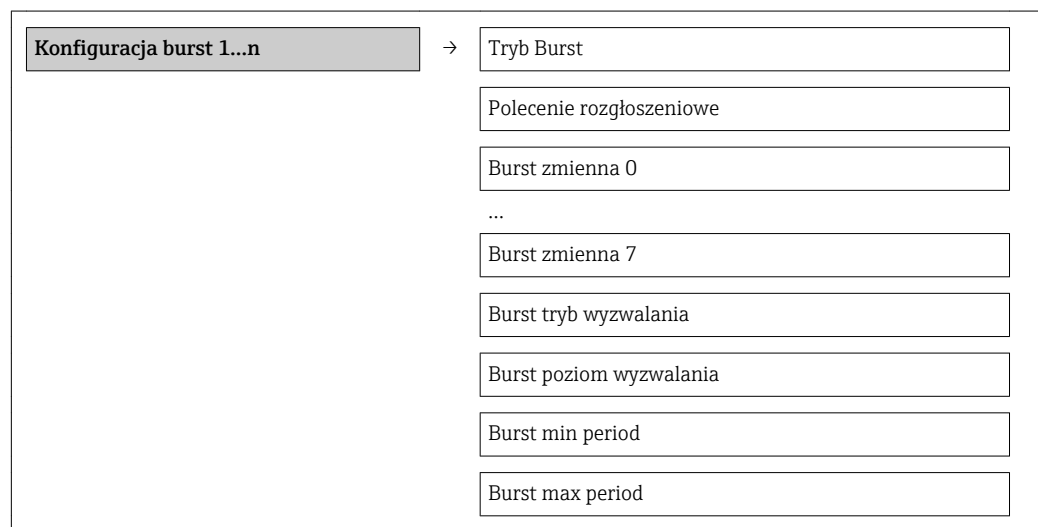 Konfiguracja burst 1...n → Tryb Burst
Polecenie rozgłoszeniowe
Burst zmienna 0
...
Burst zmienna 7
Burst tryb wyzwalania
Burst poziom wyzwalania
Burst min period
Burst max period